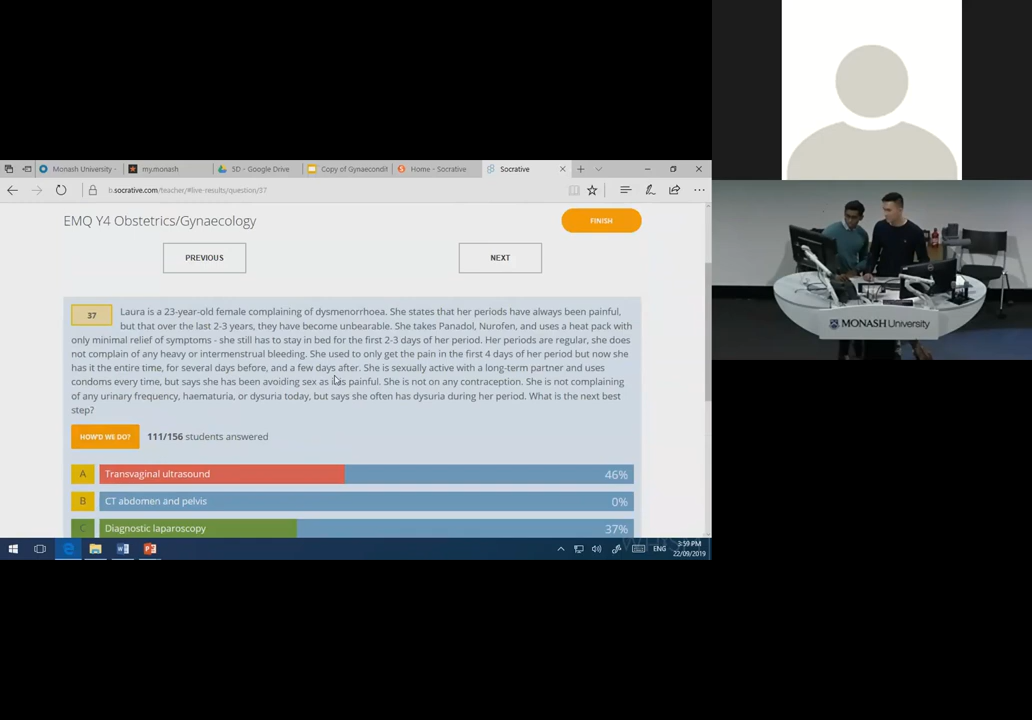 Monash University -
my.monash
5D - Google Drive
Copy of Gynaecondit
Home - Socrative
Socrative
b.socrative.com/teacher/#live-results/question/37
EMQ Y4 Obstetrics/Gynaecology
FINISH
PREVIOUS
NEXT
37
Laura is a 23-year-old female complaining of dysmenorrhoea. She states that her periods have always been painful,
but that over the last 2-3 years, they have become unbearable. She takes Panadol, Nurofen, and uses a heat pack with
only minimal relief of symptoms - she still has to stay in bed for the first 2-3 days of her period. Her periods are regular, she does
not complain of any heavy or intermenstrual bleeding. She used to only get the pain in the first 4 days of her period but now she
has it the entire time, for several days before, and a few days after. She is sexually active with a long-term partner and uses
condoms every time, but says she has been avoiding sex as it is painful. She is not on any contraception. She is not complaining
of any urinary frequency, haematuria, or dysuria today, but says she often has dysuria during her period. What is the next best
step?
HOW'D WE DO?
111/156 students answered
A
Transvaginal ultrasound
46%
B
CT abdomen and pelvis
0%
C
Diagnostic laparoscopy
37%
ENG
3:59 PM
22/09/2019
MONASH University